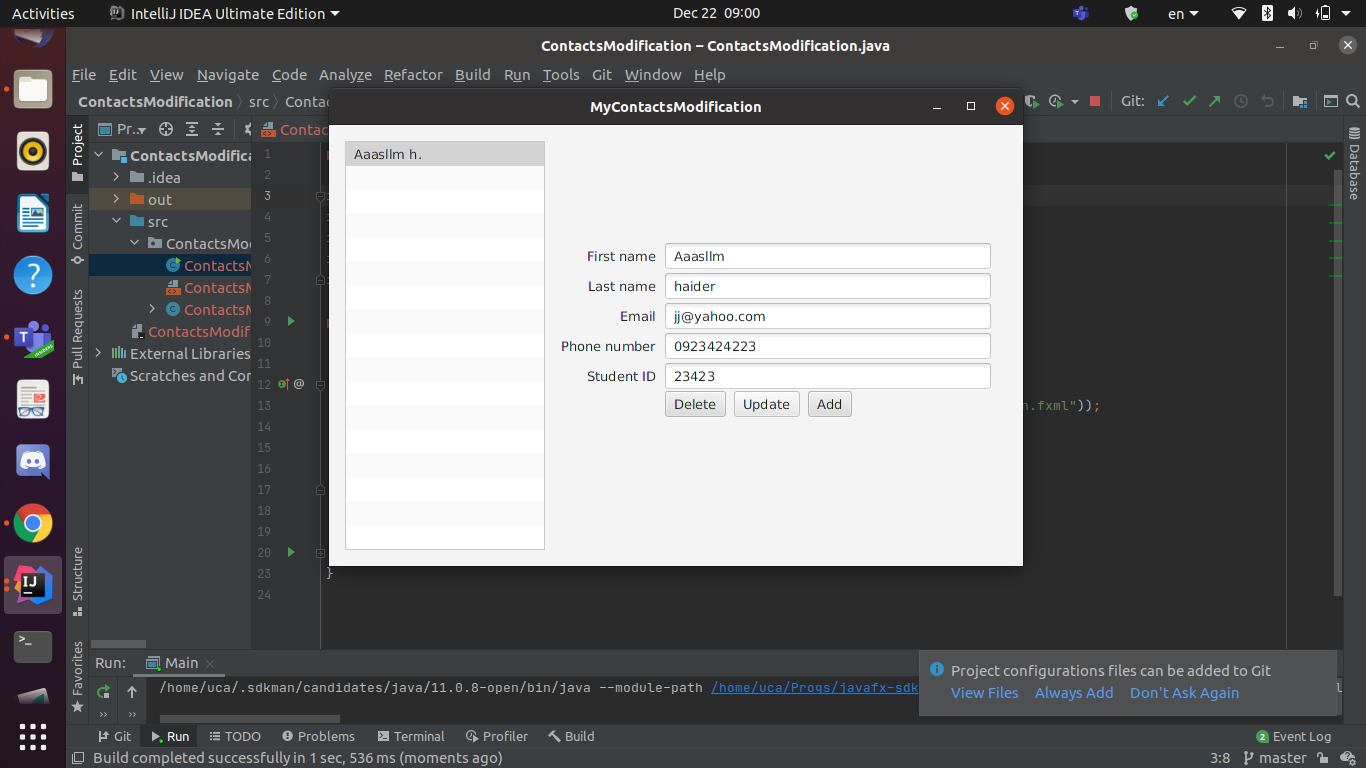 Activities IntelliJ IDEA Ultimate Edition Dec 22 09:00 en
ContactsModification – ContactsModification.java
File Edit View Navigate Code Analyze Refactor Build Run Tools Git Window Help
ContactsModification src Contac Git:
MyContactsModification
Project
Commit
Pull Requests
Structure
Favorites
Database
Pr..
ContactsModifica
.idea
out
src
ContactsMo
ContactsM
ContactsM
ContactsM
ContactsModif
External Libraries
Scratches and Con
Contac
1
2
3
4
5
6
7
8
9
10
11
12 @
13 n.fxml"));
14
15
16
17
18
19
20
23 }
24
Aaasllm h.
First name Aaasllm
Last name haider
Email jj@yahoo.com
Phone number 0923424223
Student ID 23423
Delete Update Add
Run: Main
/home/uca/.sdkman/candidates/java/11.0.8-open/bin/java --module-path /home/uca/Progs/javafx-sdk
Project configurations files can be added to Git
View Files Always Add Don't Ask Again
Git Run TODO Problems Terminal Profiler Build 2 Event Log
Build completed successfully in 1 sec, 536 ms (moments ago) 3:8 master